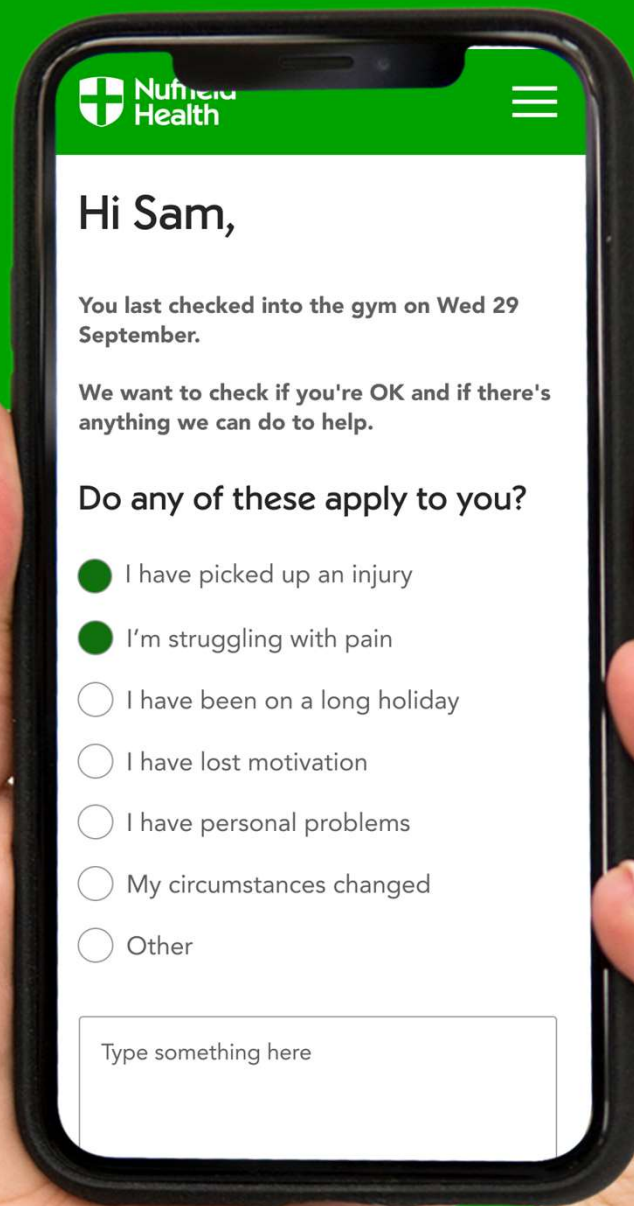 Nuffield
Health
Hi Sam,
You last checked into the gym on Wed 29
September.
We want to check if you're OK and if there's
anything we can do to help.
Do any of these apply to you?
I have picked up an injury
I’m struggling with pain
I have been on a long holiday
I have lost motivation
I have personal problems
My circumstances changed
Other
Type something here